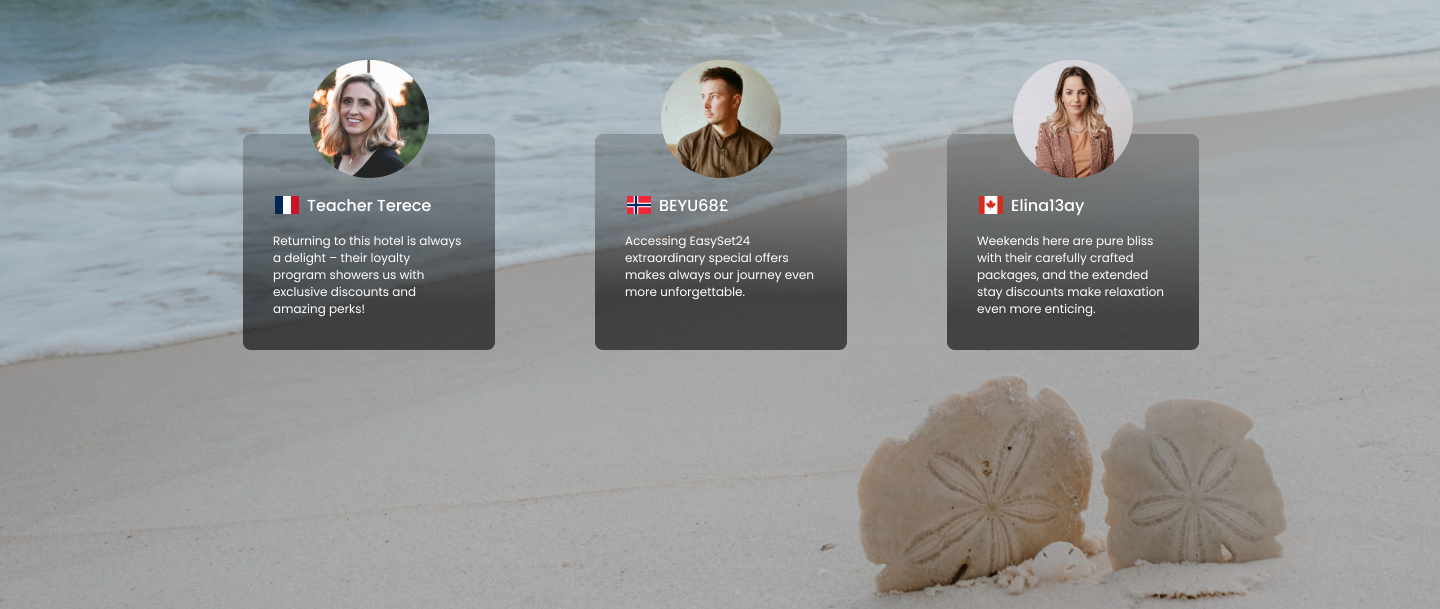 Teacher Terece
Returning to this hotel is always
a delight – their loyalty
program showers us with
exclusive discounts and
amazing perks!
BEYU68£
Accessing EasySet24
extraordinary special offers
makes always our journey even
more unforgettable.
Elina13ay
Weekends here are pure bliss
with their carefully crafted
packages, and the extended
stay discounts make relaxation
even more enticing.